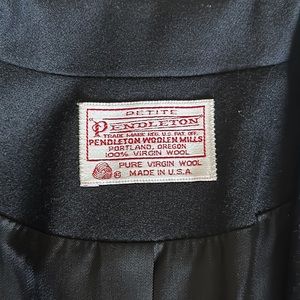 PETITE
"PENDLETON"
TRADE MARK REG. U.S. PAT. OFF.
PENDLETON WOOLEN MILLS
PORTLAND, OREGON
100% VIRGIN WOOL
PURE VIRGIN WOOL
MADE IN U.S.A.